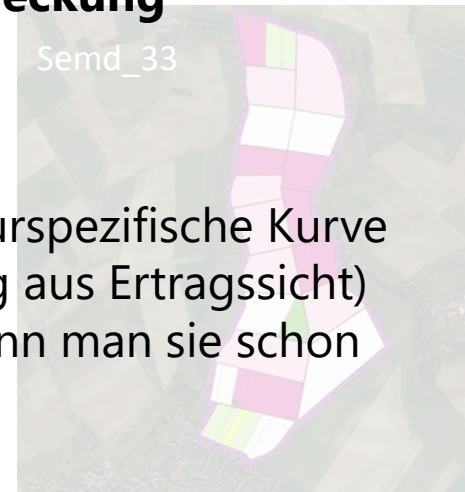 eckung
Semd_33
urspezifische Kurve
g aus Ertragssicht)
nn man sie schon